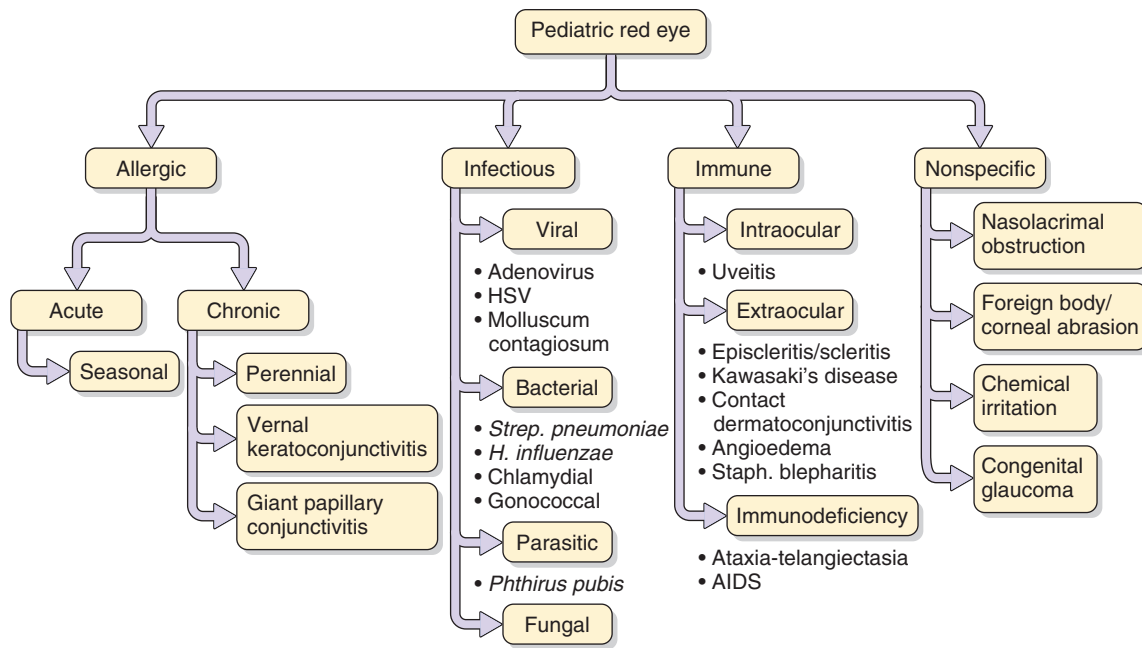 Pediatric red eye
Allergic
Acute
Seasonal
Chronic
Perennial
Vernal
keratoconjunctivitis
Giant papillary
conjunctivitis
Infectious
Viral
• Adenovirus
• HSV
• Molluscum
contagiosum
Bacterial
• Strep. pneumoniae
• H. influenzae
• Chlamydial
• Gonococcal
Parasitic
• Phthirus pubis
Fungal
Immune
Intraocular
• Uveitis
Extraocular
• Episcleritis/scleritis
• Kawasaki's disease
• Contact
dermatoconjunctivitis
• Angioedema
• Staph. blepharitis
Immunodeficiency
• Ataxia-telangiectasia
• AIDS
Nonspecific
Nasolacrimal
obstruction
Foreign body/
corneal abrasion
Chemical
irritation
Congenital
glaucoma